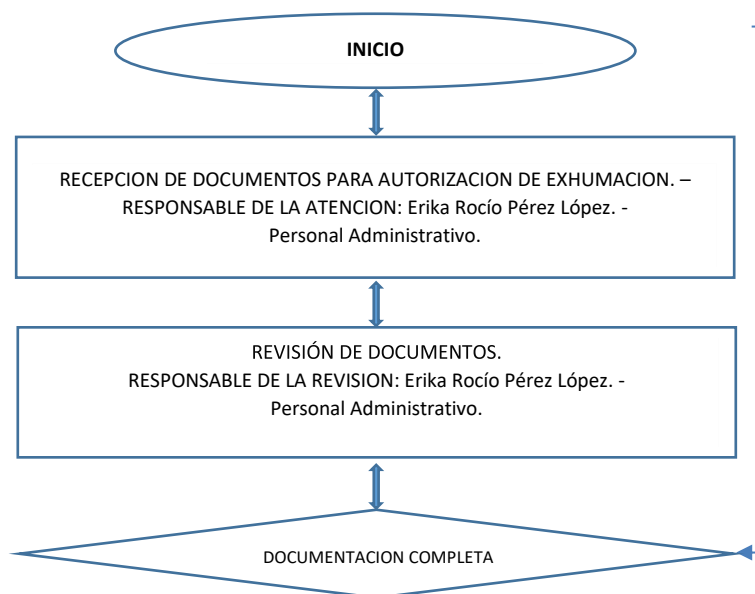 INICIO
RECEPCION DE DOCUMENTOS PARA AUTORIZACION DE EXHUMACION. –
RESPONSABLE DE LA ATENCION: Erika Rocío Pérez López. -
Personal Administrativo.
REVISIÓN DE DOCUMENTOS.
RESPONSABLE DE LA REVISION: Erika Rocío Pérez López. -
Personal Administrativo.
DOCUMENTACION COMPLETA